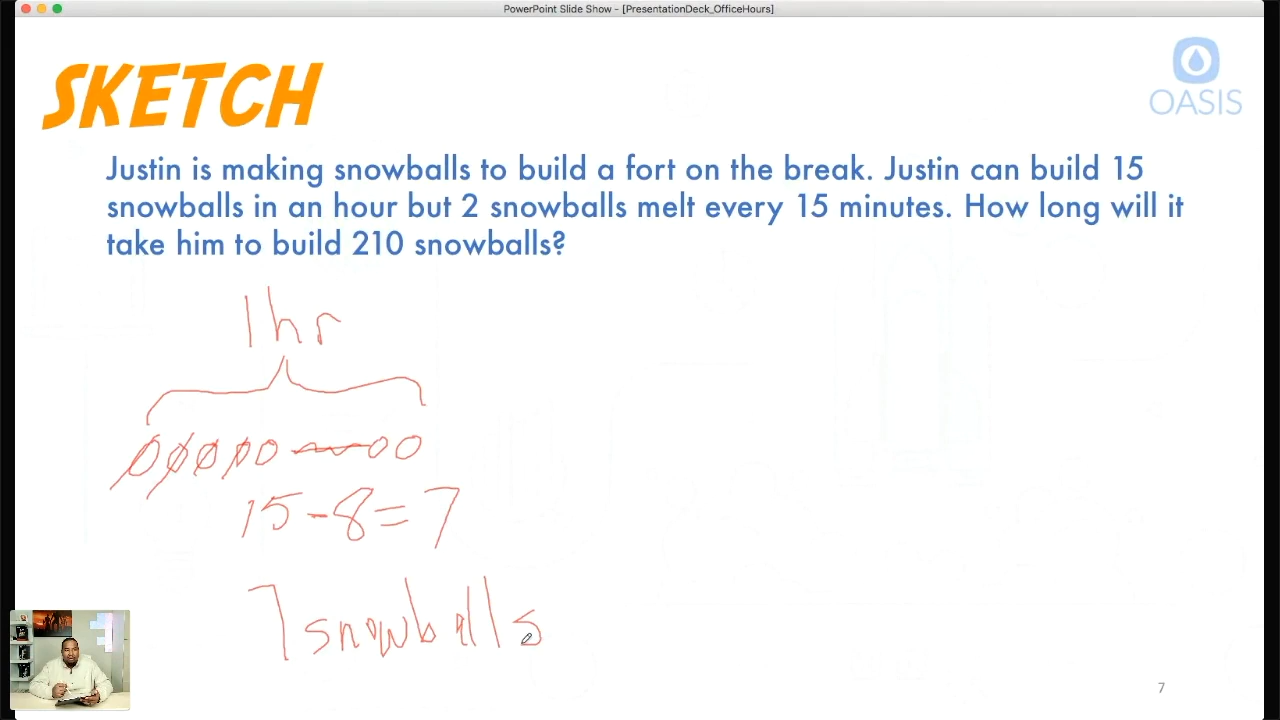 PowerPoint Slide Show - [PresentationDeck_OfficeHours]
SKETCH
OASIS
Justin is making snowballs to build a fort on the break. Justin can build 15
snowballs in an hour but 2 snowballs melt every 15 minutes. How long will it
take him to build 210 snowballs?
1hr
15-8=7
7 snowballs
7